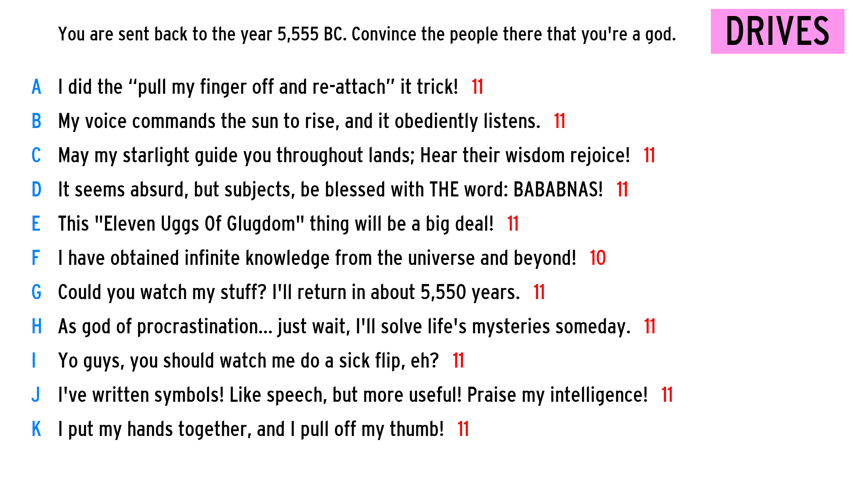 You are sent back to the year 5,555 BC. Convince the people there that you're a god.
DRIVES
A I did the “pull my finger off and re-attach” it trick! 11
B My voice commands the sun to rise, and it obediently listens. 11
C May my starlight guide you throughout lands; Hear their wisdom rejoice! 11
D It seems absurd, but subjects, be blessed with THE word: BABABNAS! 11
E This "Eleven Uggs Of Glugdom" thing will be a big deal! 11
F I have obtained infinite knowledge from the universe and beyond! 10
G Could you watch my stuff? I'll return in about 5,550 years. 11
H As god of procrastination... just wait, I'll solve life's mysteries someday. 11
I Yo guys, you should watch me do a sick flip, eh? 11
J I've written symbols! Like speech, but more useful! Praise my intelligence! 11
K I put my hands together, and I pull off my thumb! 11